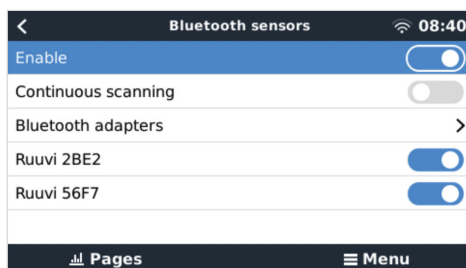 Bluetooth sensors 08:40
Enable
Continuous scanning
Bluetooth adapters
Ruuvi 2BE2
Ruuvi 56F7
Pages Menu